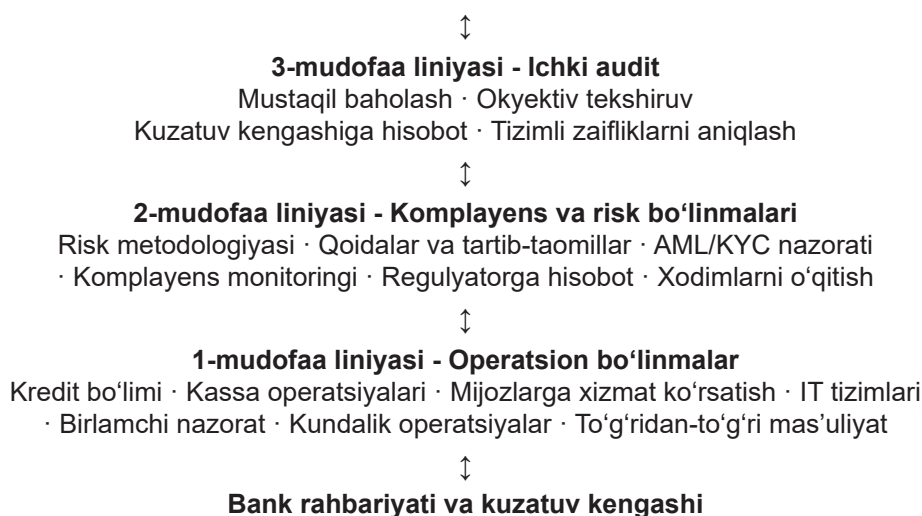 ↕
3-mudofaa liniyasi - Ichki audit
Mustaqil baholash · Okyektiv tekshiruv
Kuzatuv kengashiga hisobot · Tizimli zaifliklarni aniqlash
↕
2-mudofaa liniyasi - Komplayens va risk bo‘linmalari
Risk metodologiyasi · Qoidalar va tartib-taomillar · AML/KYC nazorati
· Komplayens monitoringi · Regulyatorga hisobot · Xodimlarni o‘qitish
↕
1-mudofaa liniyasi - Operatsion bo‘linmalar
Kredit bo‘limi · Kassa operatsiyalari · Mijozlarga xizmat ko‘rsatish · IT tizimlari
· Birlamchi nazorat · Kundalik operatsiyalar · To‘g‘ridan-to‘g‘ri mas’uliyat
↕
Bank rahbariyati va kuzatuv kengashi